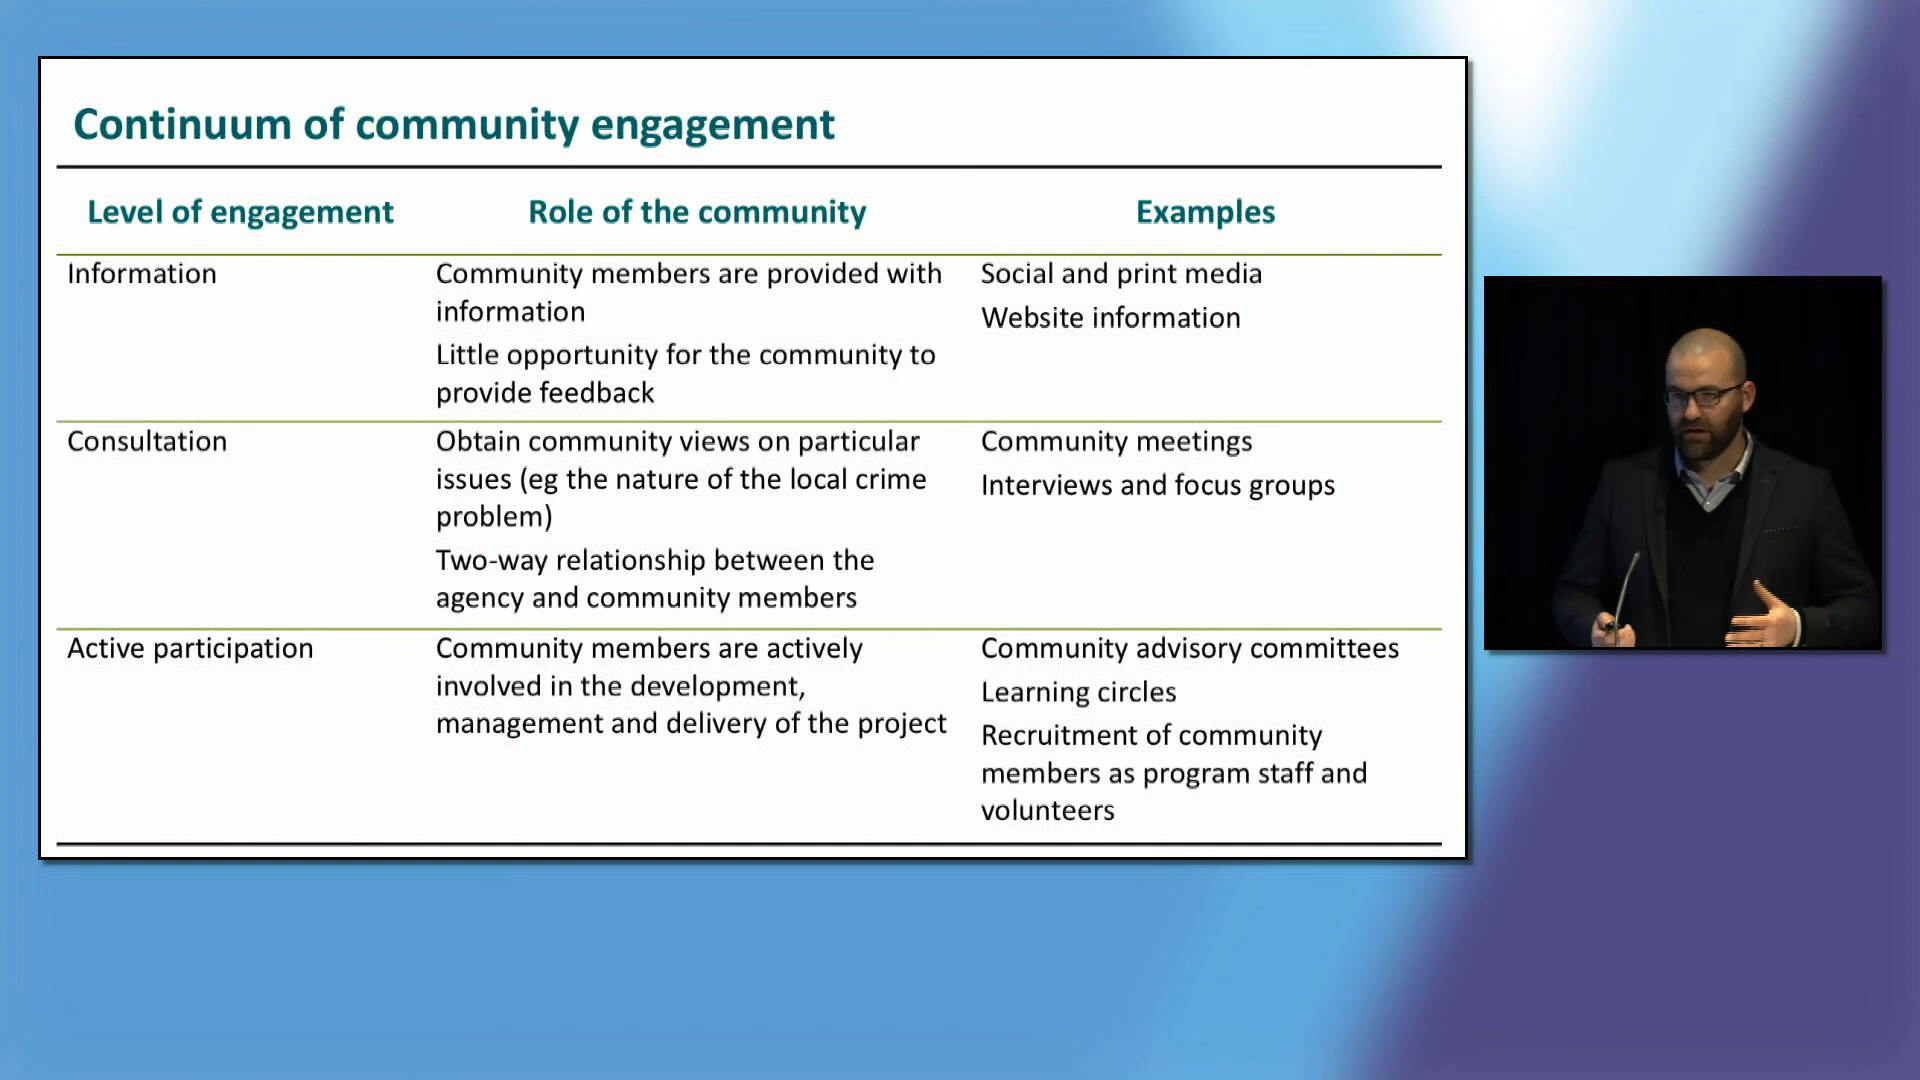 Continuum of community engagement
Level of engagement
Role of the community
Examples
Information
Community members are provided with
information
Little opportunity for the community to
provide feedback
Social and print media
Website information
Consultation
Obtain community views on particular
issues (eg the nature of the local crime
problem)
Two-way relationship between the
agency and community members
Community meetings
Interviews and focus groups
Active participation
Community members are actively
involved in the development,
management and delivery of the project
Community advisory committees
Learning circles
Recruitment of community
members as program staff and
volunteers